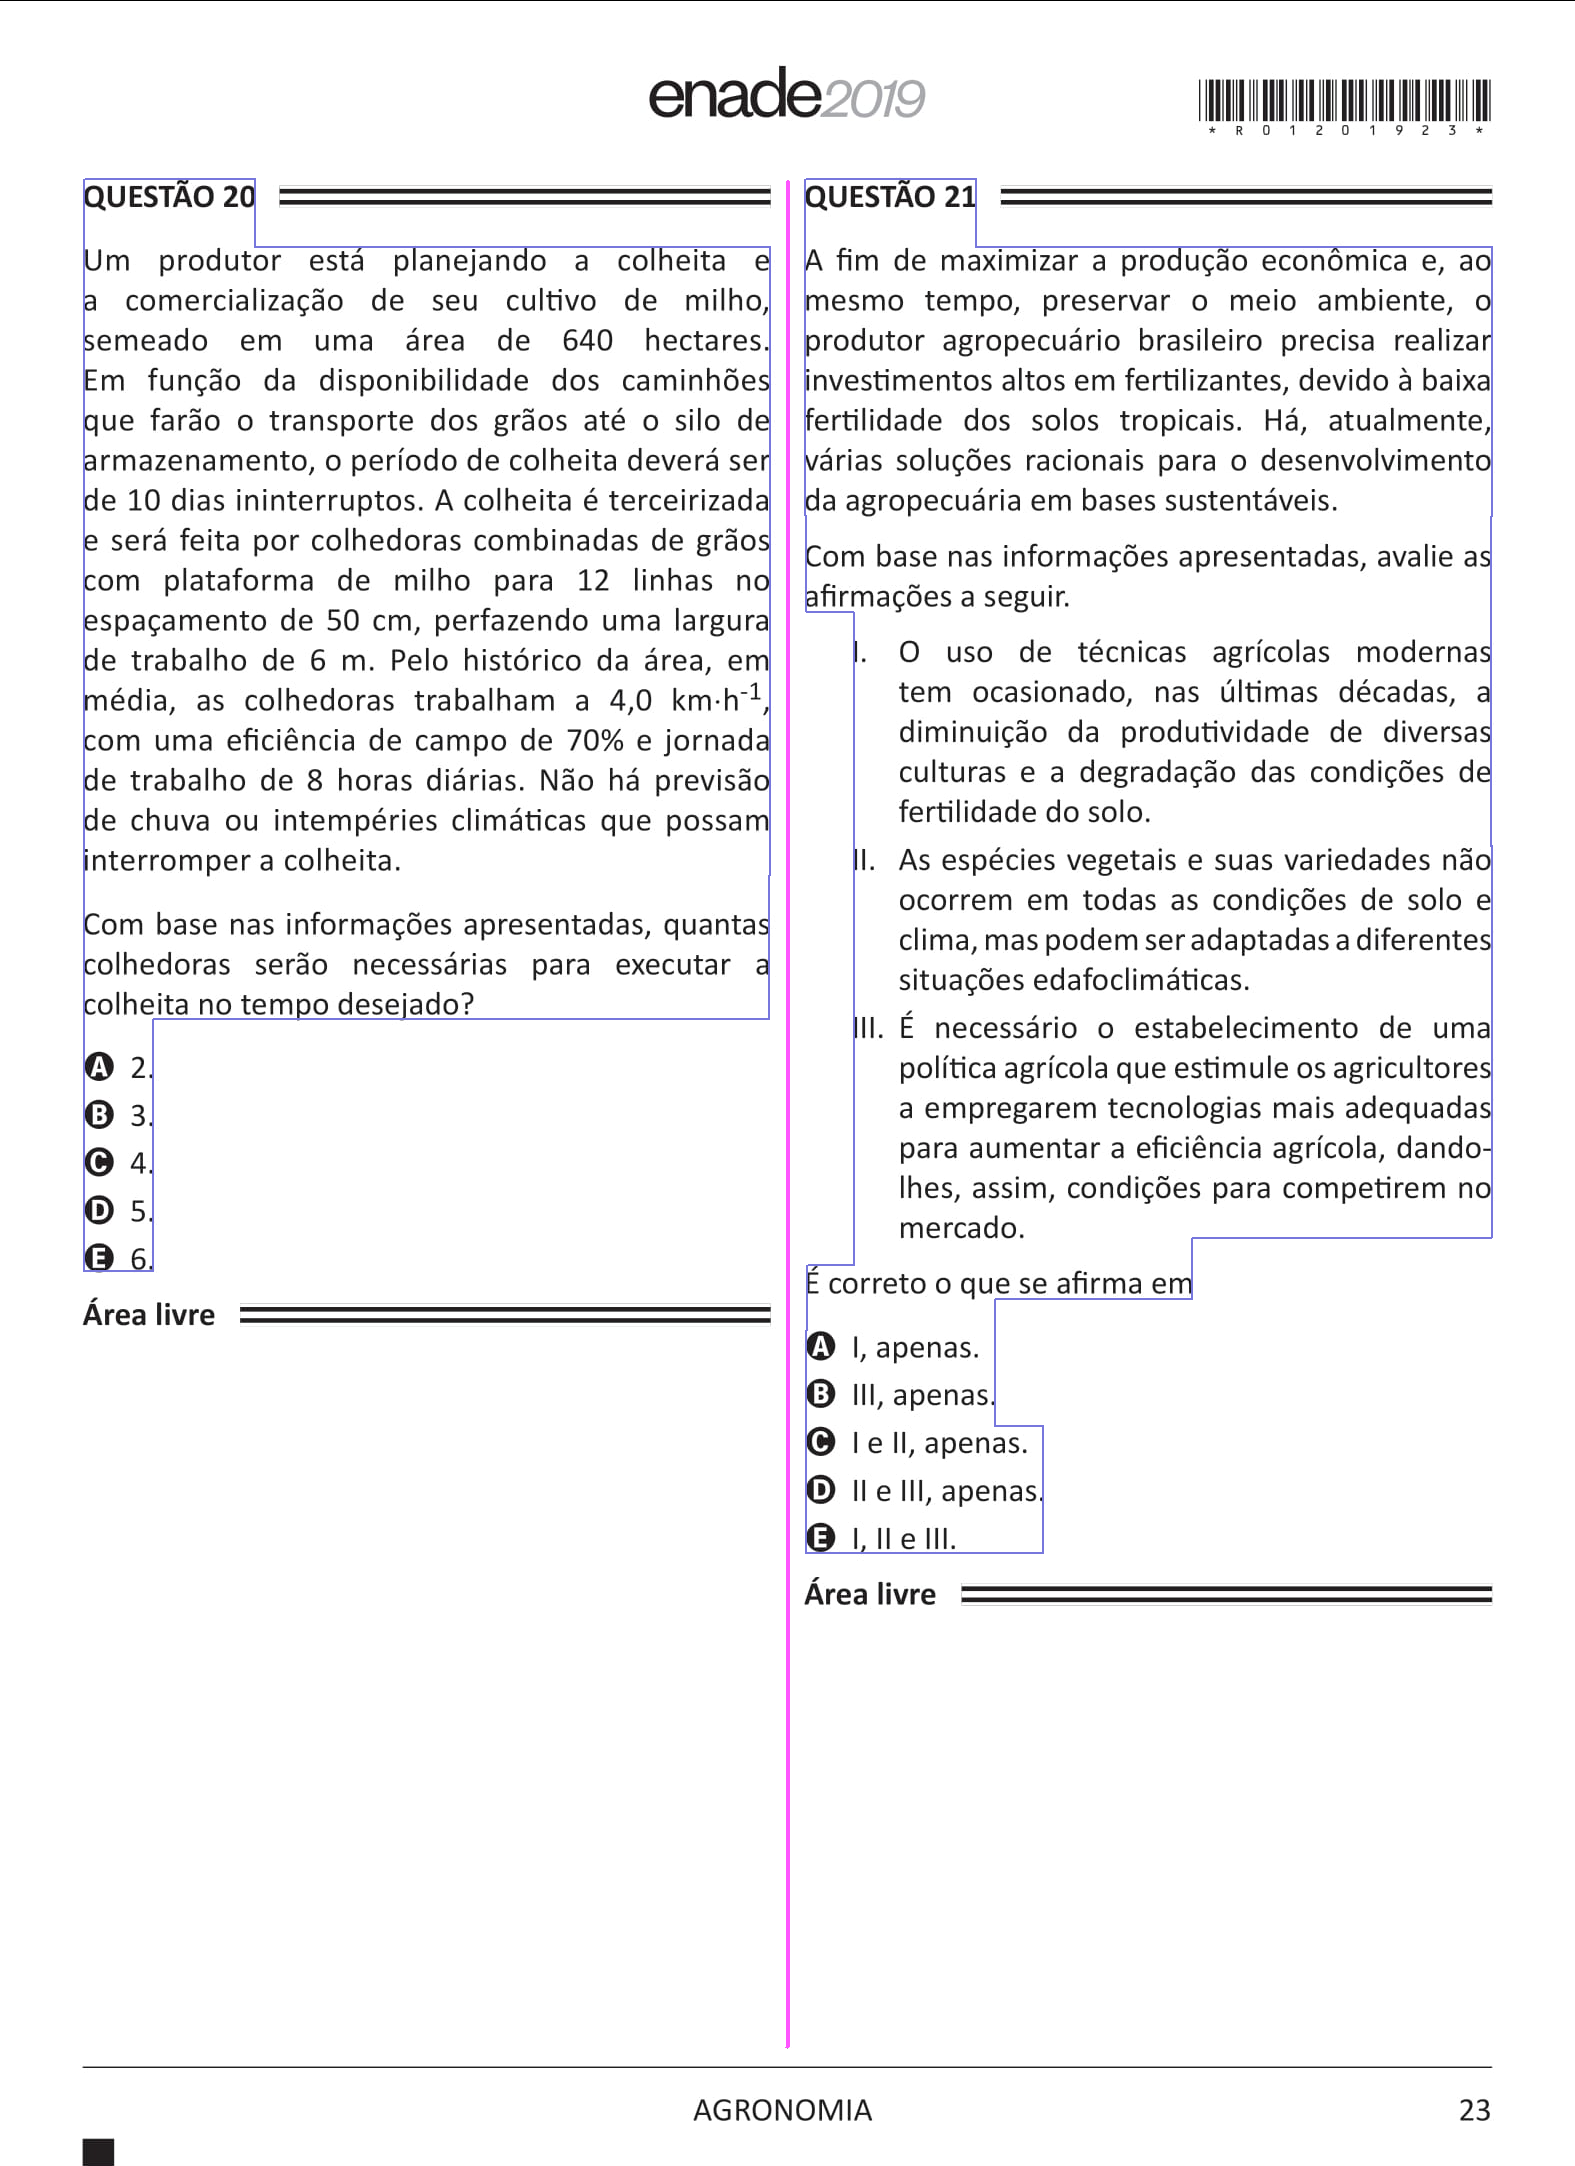 enade2019
*R01201923*
QUESTÃO 20
Um produtor está planejando a colheita e
a comercialização de seu cultivo de milho,
semeado em uma área de 640 hectares.
Em função da disponibilidade dos caminhões
que farão o transporte dos grãos até o silo de
armazenamento, o período de colheita deverá ser
de 10 dias ininterruptos. A colheita é terceirizada
e será feita por colhedoras combinadas de grãos
com plataforma de milho para 12 linhas no
espaçamento de 50 cm, perfazendo uma largura
de trabalho de 6 m. Pelo histórico da área, em
média, as colhedoras trabalham a 4,0 km·h⁻¹,
com uma eficiência de campo de 70% e jornada
de trabalho de 8 horas diárias. Não há previsão
de chuva ou intempéries climáticas que possam
interromper a colheita.
Com base nas informações apresentadas, quantas
colhedoras serão necessárias para executar a
colheita no tempo desejado?
A 2.
B 3.
C 4.
D 5.
E 6.
Área livre
QUESTÃO 21
A fim de maximizar a produção econômica e, ao
mesmo tempo, preservar o meio ambiente, o
produtor agropecuário brasileiro precisa realizar
investimentos altos em fertilizantes, devido à baixa
fertilidade dos solos tropicais. Há, atualmente,
várias soluções racionais para o desenvolvimento
da agropecuária em bases sustentáveis.
Com base nas informações apresentadas, avalie as
afirmações a seguir.
I. O uso de técnicas agrícolas modernas
tem ocasionado, nas últimas décadas, a
diminuição da produtividade de diversas
culturas e a degradação das condições de
fertilidade do solo.
II. As espécies vegetais e suas variedades não
ocorrem em todas as condições de solo e
clima, mas podem ser adaptadas a diferentes
situações edafoclimáticas.
III. É necessário o estabelecimento de uma
política agrícola que estimule os agricultores
a empregarem tecnologias mais adequadas
para aumentar a eficiência agrícola, dando-
lhes, assim, condições para competirem no
mercado.
É correto o que se afirma em
A I, apenas.
B III, apenas.
C I e II, apenas.
D II e III, apenas.
E I, II e III.
Área livre
AGRONOMIA
23